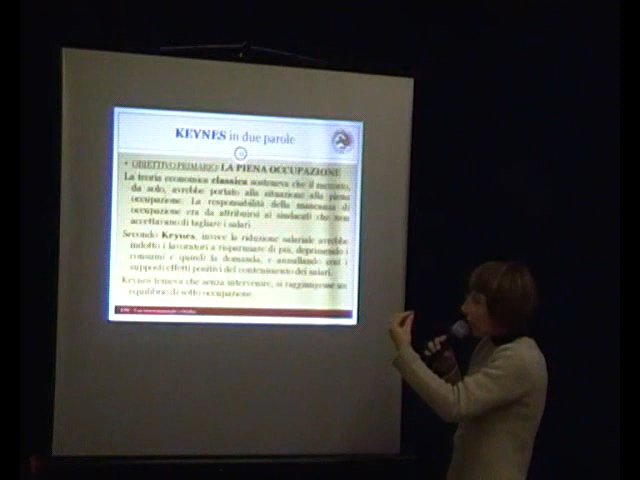 KEYNES in due parole
• OBIETTIVO PRIMARIO: LA PIENA OCCUPAZIONE
La teoria economica classica sosteneva che il mercato,
da solo, avrebbe portato alla situazione alla piena
occupazione. La responsabilità della mancanza di
occupazione era da attribuirsi ai sindacati che non
accettavano di tagliare i salari.
Secondo Keynes, invece la riduzione salariale avrebbe
indotto i lavoratori a risparmiare di più, deprimendo i
consumi e quindi la domanda, e annullando così i
supposti effetti positivi del contenimento dei salari.
Keynes temeva che senza intervenire, si raggiungesse un
equilibrio di sotto occupazione